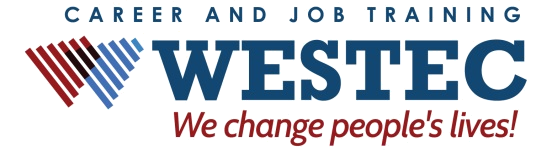 CAREER AND JOB TRAINING
WESTEC
We change people's lives!